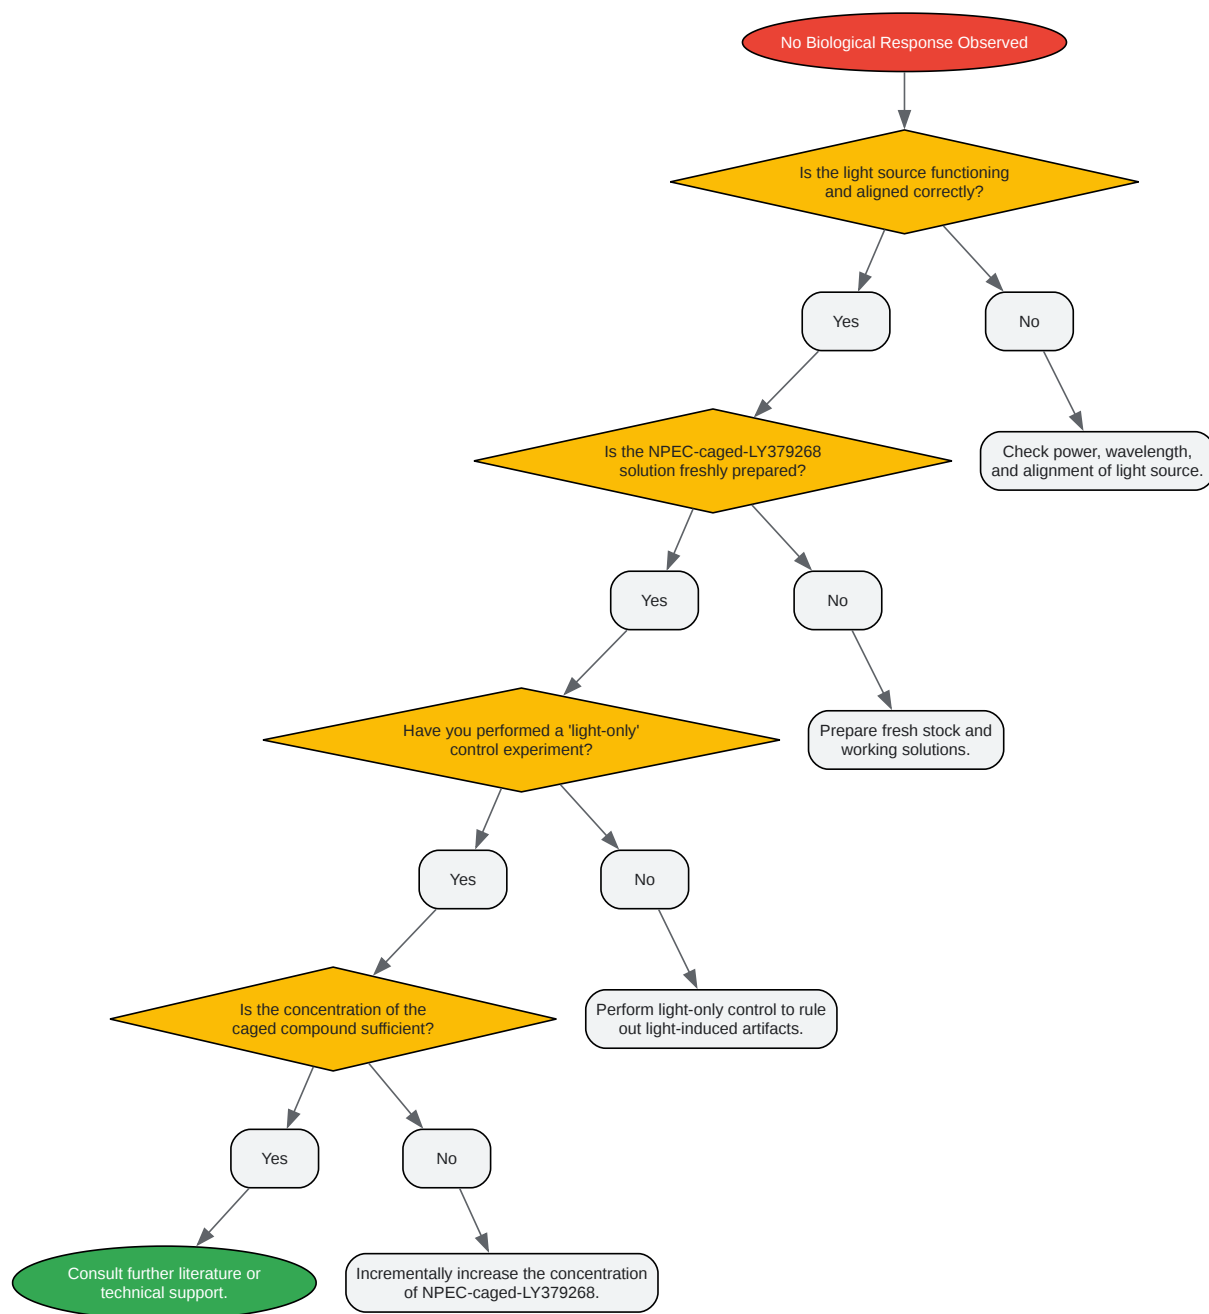 No Biological Response Observed
Is the light source functioning
and aligned correctly?
Yes
No
Check power, wavelength,
and alignment of light source.
Is the NPEC-caged-LY379268
solution freshly prepared?
Yes
No
Prepare fresh stock and
working solutions.
Have you performed a 'light-only'
control experiment?
Yes
No
Perform light-only control to rule
out light-induced artifacts.
Is the concentration of the
caged compound sufficient?
Yes
No
Consult further literature or
technical support.
Incrementally increase the concentration
of NPEC-caged-LY379268.